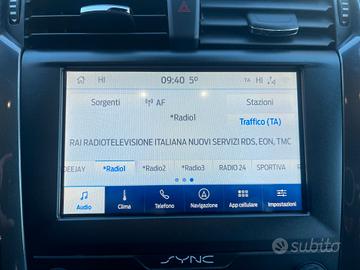 HI 09:40 5° TA HI
Sorgenti AF Stazioni
*Radio1
Traffico (TA)
RAI RADIOTELEVISIONE ITALIANA NUOVI SERVIZI RDS, EON, TMC
DEEJAY *Radio1 *Radio2 *Radio3 RADIO 24 SPORTIVA
Audio Clima Telefono Navigazione App cellulare Impostazioni
SYNC
subito